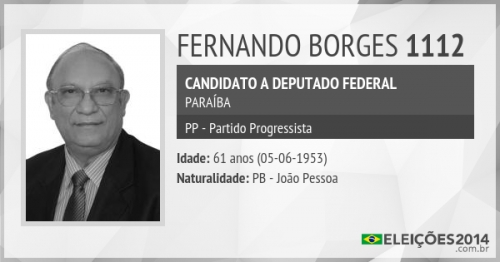 FERNANDO BORGES 1112
CANDIDATO A DEPUTADO FEDERAL
PARAÍBA
PP - Partido Progressista
Idade: 61 anos (05-06-1953)
Naturalidade: PB - João Pessoa
ELEIÇÕES2014
.com.br